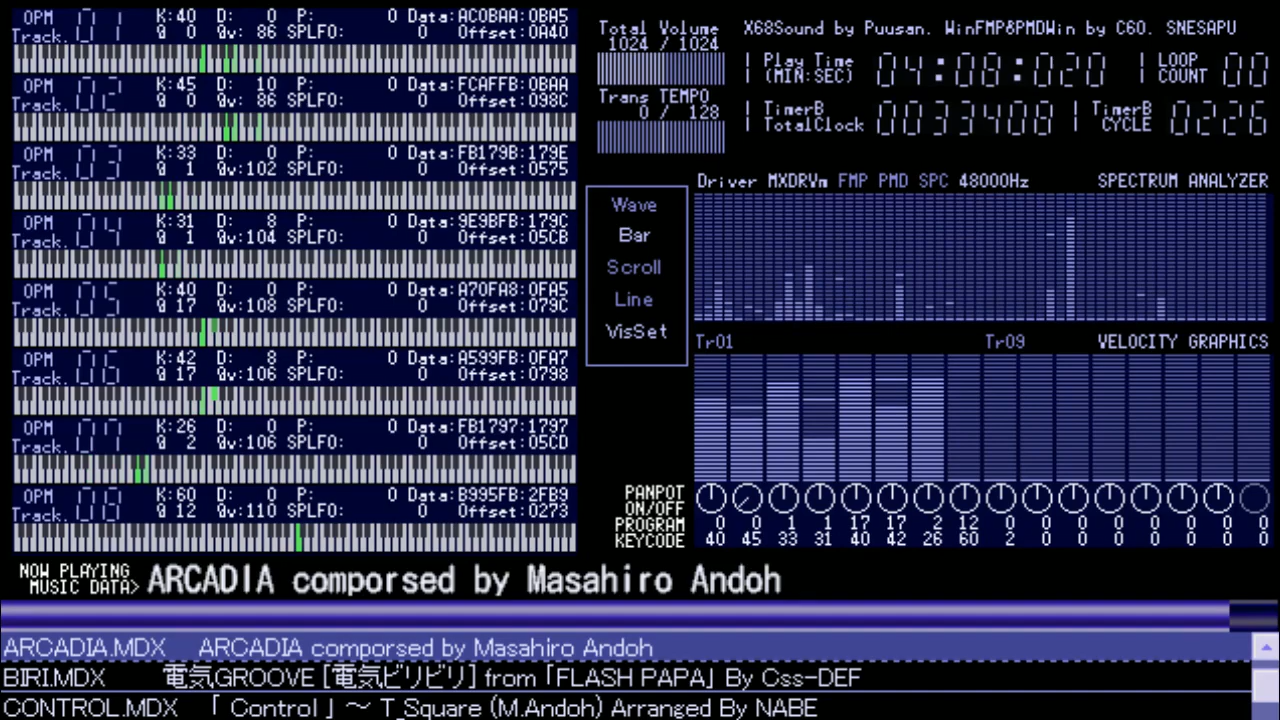 OPM Track. 01 K:40 D: 0 P: 0 Data:AC0BAA:0BA5
@ 0 @v: 86 SPLFO: 0 Offset:0A40
OPM Track. 02 K:45 D: 10 P: 0 Data:FCAFFB:0BAA
@ 0 @v: 86 SPLFO: 0 Offset:098C
OPM Track. 03 K:33 D: 0 P: 0 Data:FB179B:179E
@ 1 @v:102 SPLFO: 0 Offset:0575
OPM Track. 04 K:31 D: 8 P: 0 Data:9E9BFB:179C
@ 1 @v:104 SPLFO: 0 Offset:05CB
OPM Track. 05 K:40 D: 0 P: 0 Data:A70FA8:0FA5
@ 17 @v:108 SPLFO: 0 Offset:079C
OPM Track. 06 K:42 D: 8 P: 0 Data:A599FB:0FA7
@ 17 @v:106 SPLFO: 0 Offset:0798
OPM Track. 07 K:26 D: 0 P: 0 Data:FB1797:1797
@ 2 @v:106 SPLFO: 0 Offset:05CD
OPM Track. 08 K:60 D: 0 P: 0 Data:B995FB:2FB9
@ 12 @v:110 SPLFO: 0 Offset:0273
Total Volume
1024 / 1024
Trans TEMPO
0 / 128
X68Sound by Puusan. WinFMP&PMDWin by C60. SNESAPU
Play Time (MIN:SEC) 04:08:020 LOOP COUNT 00
TimerB TotalClock 0033408 TimerB CYCLE 0226
Wave
Bar
Scroll
Line
VisSet
Driver MXDRVm FMP PMD SPC 48000Hz SPECTRUM ANALYZER
Tr01 Tr09 VELOCITY GRAPHICS
PANPOT
ON/OFF
PROGRAM 0 0 1 1 17 17 2 12 0 0 0 0 0 0 0 0
KEYCODE 40 45 33 31 40 42 26 60 2 0 0 0 0 0 0 0
NOW PLAYING MUSIC DATA> ARCADIA comporsed by Masahiro Andoh
ARCADIA.MDX ARCADIA comporsed by Masahiro Andoh
BIRI.MDX 電気GROOVE [電気ビリビリ] from 「FLASH PAPA」 By Css-DEF
CONTROL.MDX 「 Control 」 ～ T_Square (M.Andoh) Arranged By NABE